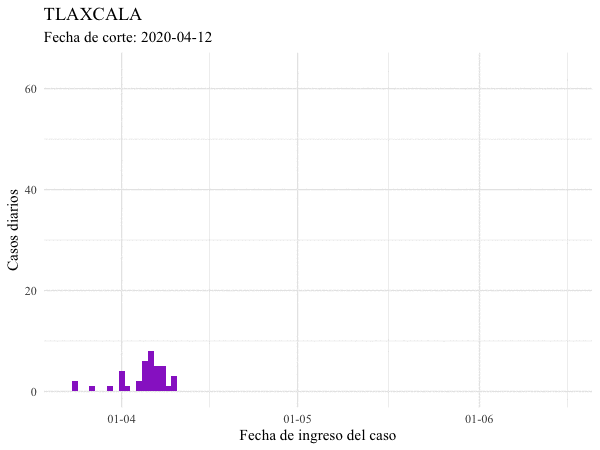 TLAXCALA
Fecha de corte: 2020-04-12
60
40
20
0
Casos diarios
01-04
01-05
01-06
Fecha de ingreso del caso